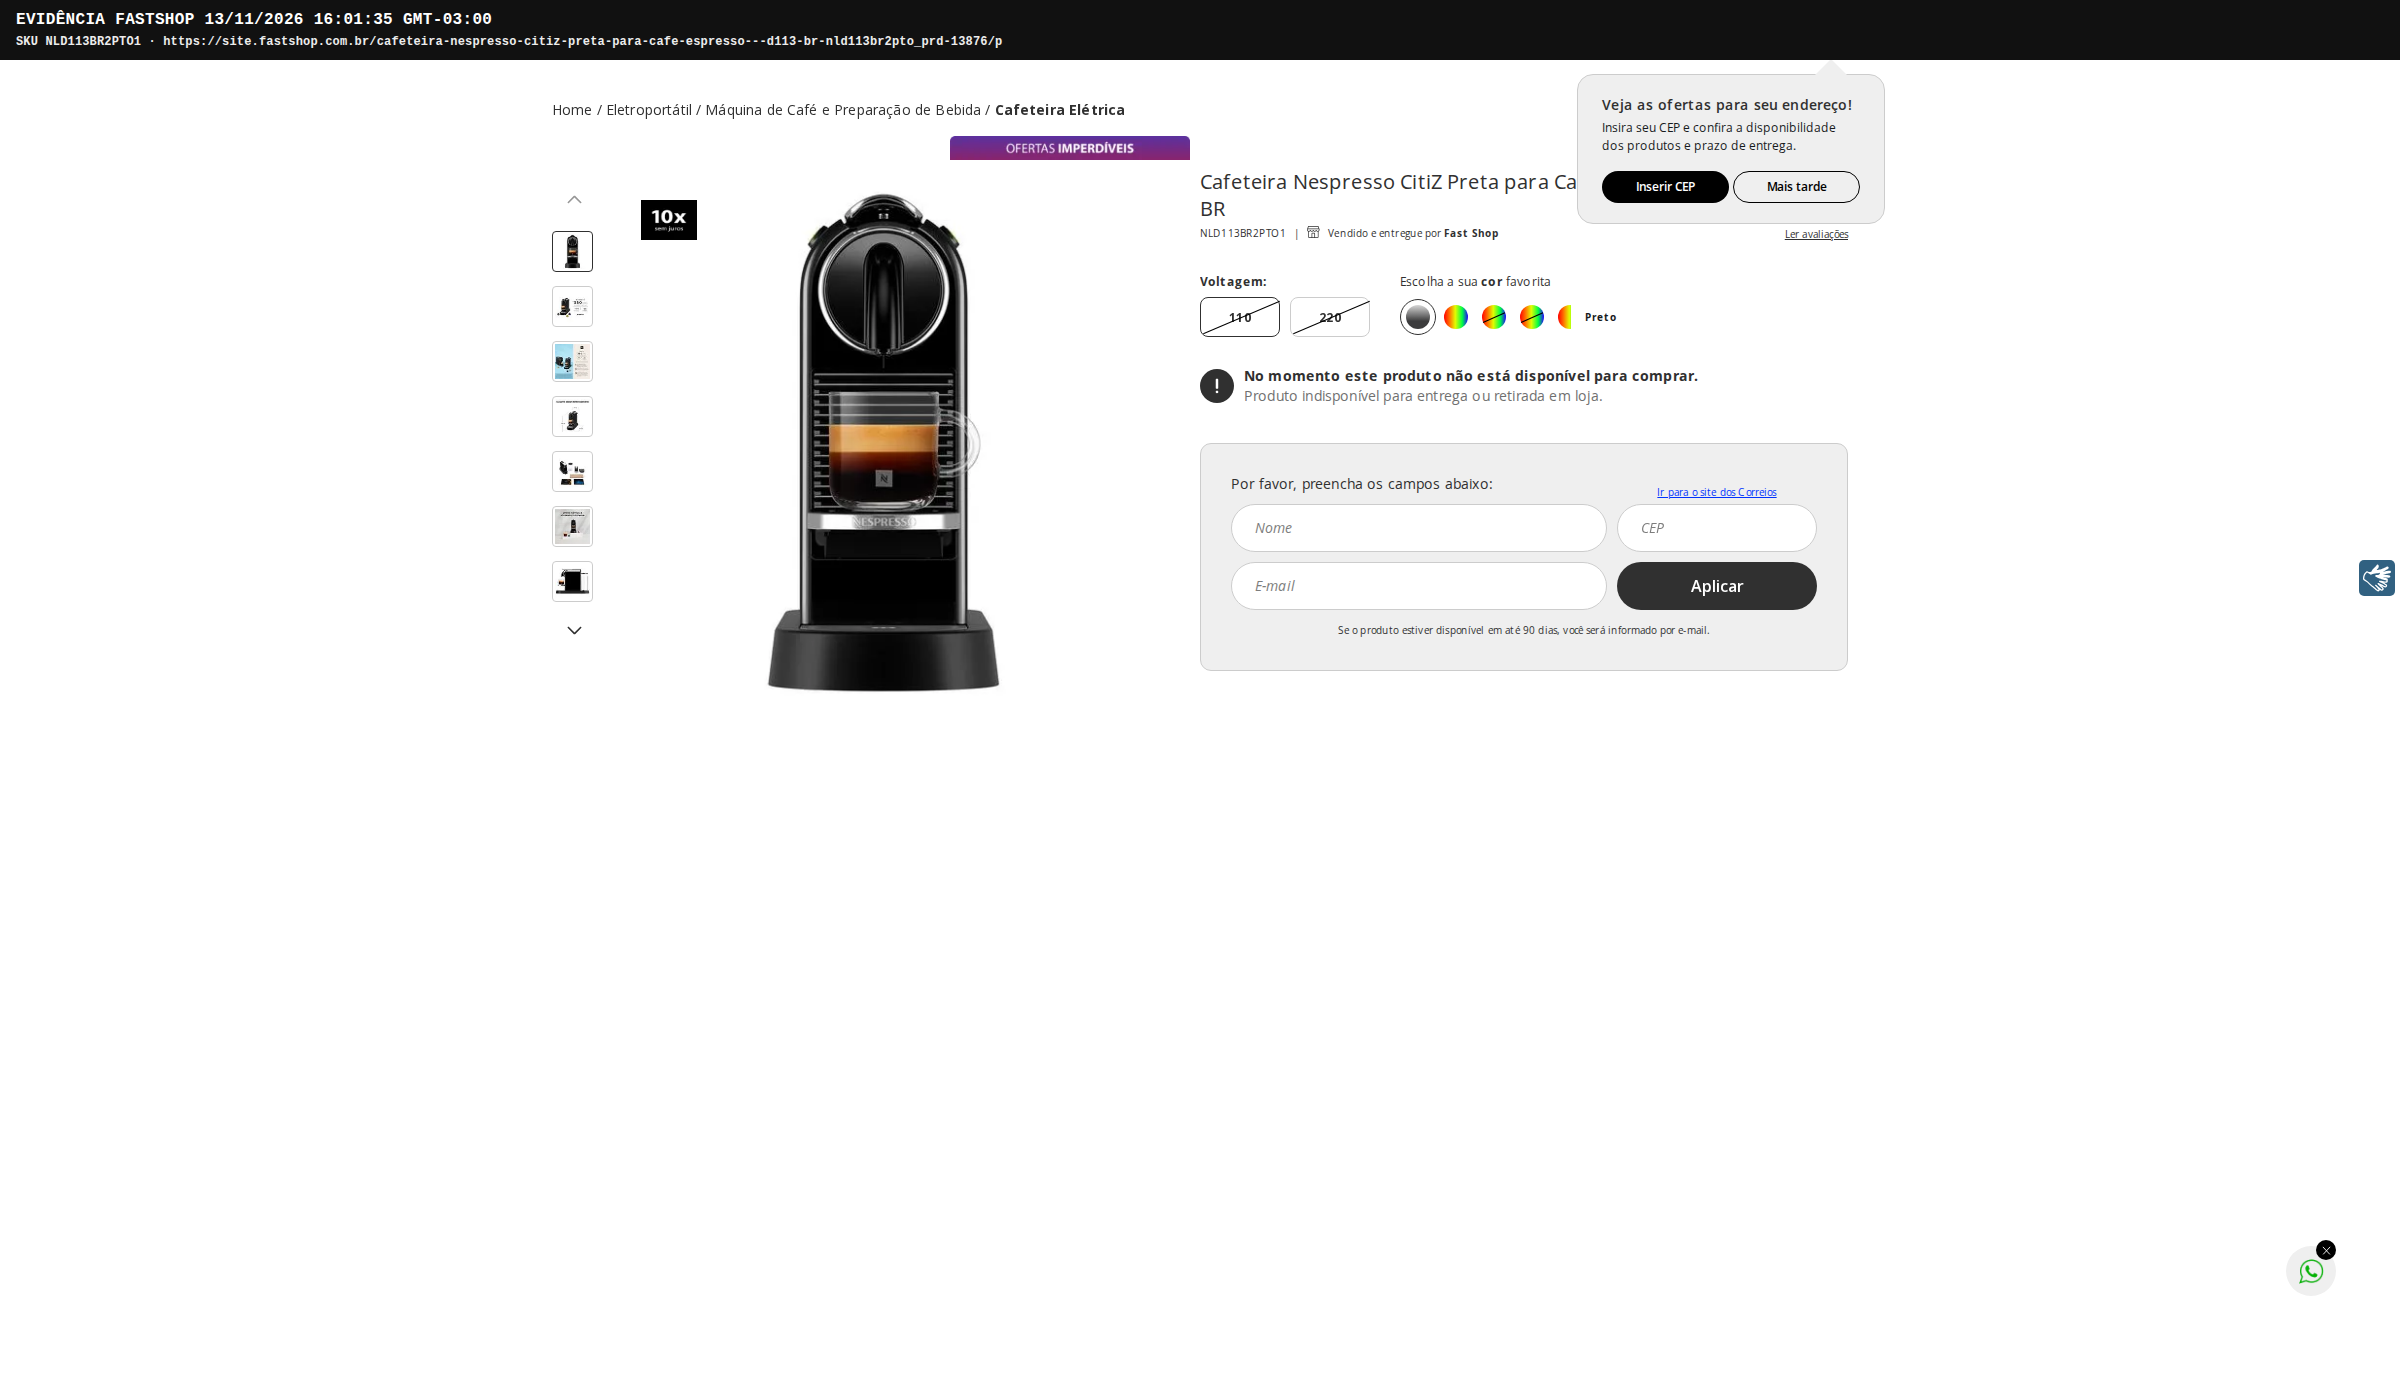 EVIDÊNCIA FASTSHOP 13/11/2026 16:01:35 GMT-03:00
SKU NLD113BR2PTO1 · https://site.fastshop.com.br/cafeteira-nespresso-citiz-preta-para-cafe-espresso---d113-br-nld113br2pto_prd-13876/p
Home / Eletroportátil / Máquina de Café e Preparação de Bebida / Cafeteira Elétrica
Veja as ofertas para seu endereço!
Insira seu CEP e confira a disponibilidade
dos produtos e prazo de entrega.
Inserir CEP
Mais tarde
OFERTAS IMPERDÍVEIS
10x
sem juros
NESPRESSO
Cafeteira Nespresso CitiZ Preta para Ca
BR
NLD113BR2PTO1 | Vendido e entregue por Fast Shop
Ler avaliações
Voltagem:
Escolha a sua cor favorita
110
220
Preto
No momento este produto não está disponível para comprar.
Produto indisponível para entrega ou retirada em loja.
Por favor, preencha os campos abaixo:
Ir para o site dos Correios
Nome
CEP
E-mail
Aplicar
Se o produto estiver disponível em até 90 dias, você será informado por e-mail.